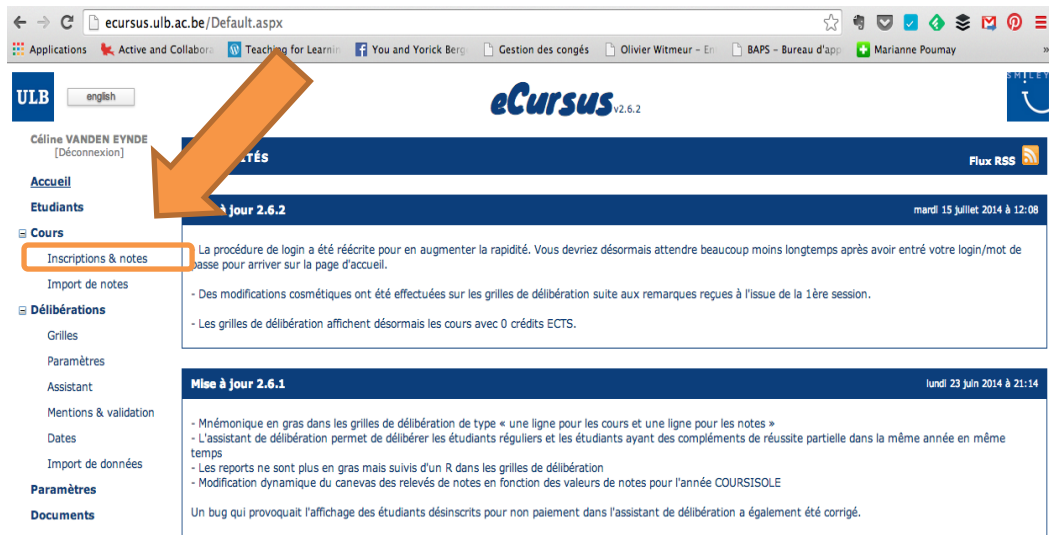 ecursus.ulb.ac.be/Default.aspx
Applications Active and Collabora Teaching for Learnin You and Yorick Berg Gestion des congés Olivier Witmeur – Em BAPS – Bureau d'app Marianne Poumay »
ULB english eCursus v2.6.2 SMILEY
Céline VANDEN EYNDE
[Déconnexion]
Accueil
Etudiants
Cours
Inscriptions & notes
Import de notes
Délibérations
Grilles
Paramètres
Assistant
Mentions & validation
Dates
Import de données
Paramètres
Documents
TÉS Flux RSS
à jour 2.6.2 mardi 15 juillet 2014 à 12:08
- La procédure de login a été réécrite pour en augmenter la rapidité. Vous devriez désormais attendre beaucoup moins longtemps après avoir entré votre login/mot de
passe pour arriver sur la page d'accueil.
- Des modifications cosmétiques ont été effectuées sur les grilles de délibération suite aux remarques reçues à l'issue de la 1ère session.
- Les grilles de délibération affichent désormais les cours avec 0 crédits ECTS.
Mise à jour 2.6.1 lundi 23 juin 2014 à 21:14
- Mnémonique en gras dans les grilles de délibération de type « une ligne pour les cours et une ligne pour les notes »
- L'assistant de délibération permet de délibérer les étudiants réguliers et les étudiants ayant des compléments de réussite partielle dans la même année en même
temps
- Les reports ne sont plus en gras mais suivis d'un R dans les grilles de délibération
- Modification dynamique du canevas des relevés de notes en fonction des valeurs de notes pour l'année COURSISOLE
Un bug qui provoquait l'affichage des étudiants désinscrits pour non paiement dans l'assistant de délibération a également été corrigé.